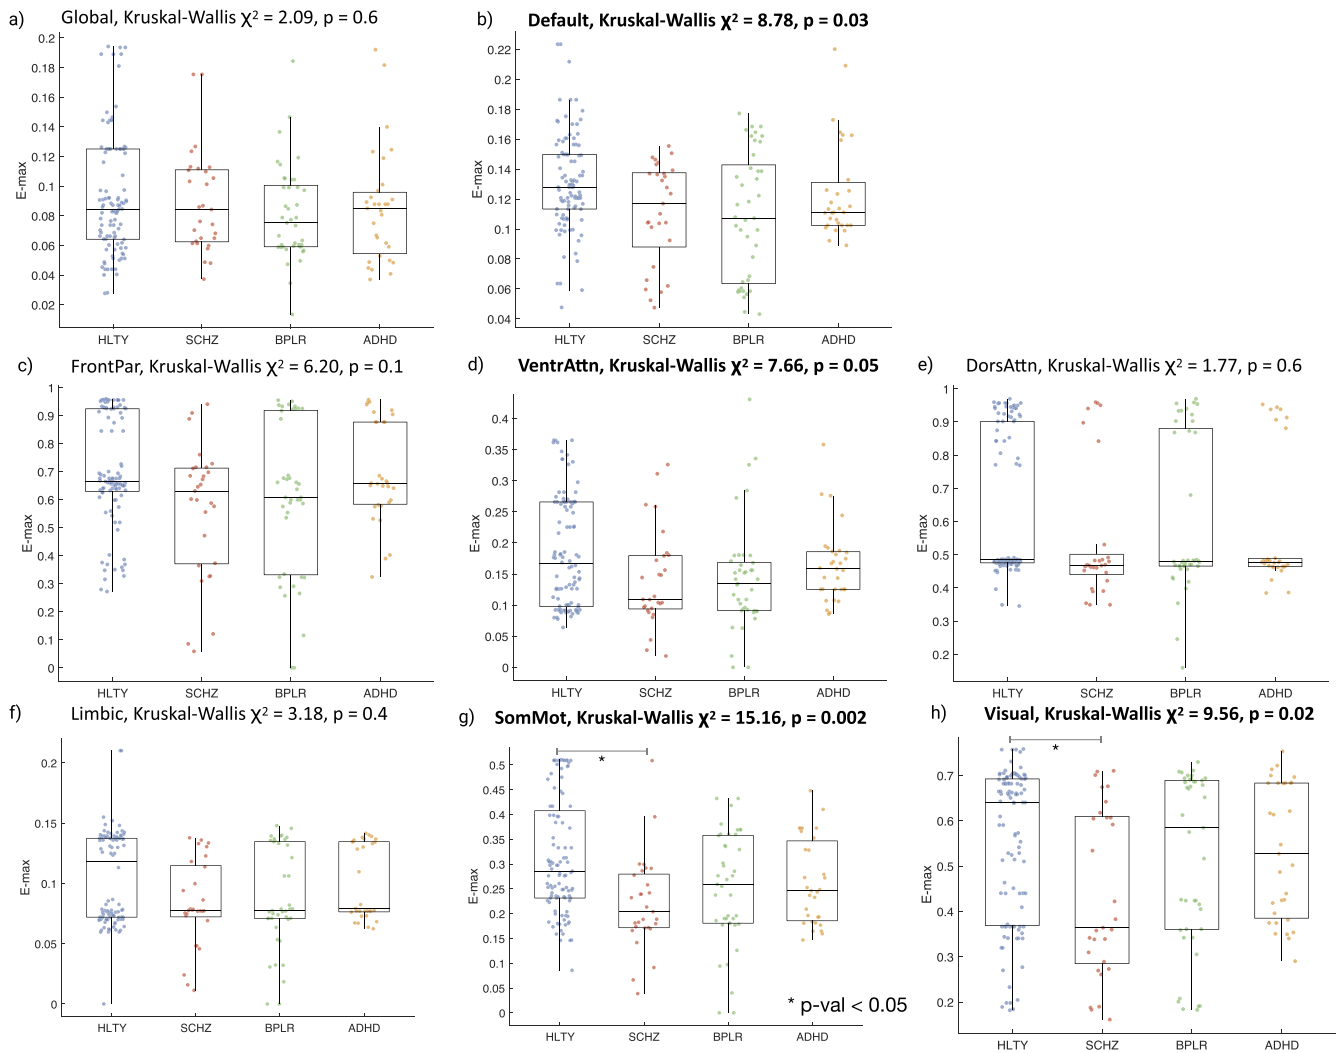 a) Global, Kruskal-Wallis χ² = 2.09, p = 0.6
0.2
0.18
0.16
0.14
0.12
0.1
0.08
0.06
0.04
0.02
E-max
HLTY SCHZ BPLR ADHD
b) Default, Kruskal-Wallis χ² = 8.78, p = 0.03
0.22
0.2
0.18
0.16
0.14
0.12
0.1
0.08
0.06
0.04
E-max
HLTY SCHZ BPLR ADHD
c) FrontPar, Kruskal-Wallis χ² = 6.20, p = 0.1
1
0.9
0.8
0.7
0.6
0.5
0.4
0.3
0.2
0.1
0
E-max
HLTY SCHZ BPLR ADHD
d) VentrAttn, Kruskal-Wallis χ² = 7.66, p = 0.05
0.4
0.35
0.3
0.25
0.2
0.15
0.1
0.05
0
E-max
HLTY SCHZ BPLR ADHD
e) DorsAttn, Kruskal-Wallis χ² = 1.77, p = 0.6
1
0.9
0.8
0.7
0.6
0.5
0.4
0.3
0.2
E-max
HLTY SCHZ BPLR ADHD
f) Limbic, Kruskal-Wallis χ² = 3.18, p = 0.4
0.2
0.15
0.1
0.05
0
E-max
HLTY SCHZ BPLR ADHD
g) SomMot, Kruskal-Wallis χ² = 15.16, p = 0.002
*
0.5
0.45
0.4
0.35
0.3
0.25
0.2
0.15
0.1
0.05
0
E-max
* p-val < 0.05
HLTY SCHZ BPLR ADHD
h) Visual, Kruskal-Wallis χ² = 9.56, p = 0.02
*
0.7
0.6
0.5
0.4
0.3
0.2
E-max
HLTY SCHZ BPLR ADHD